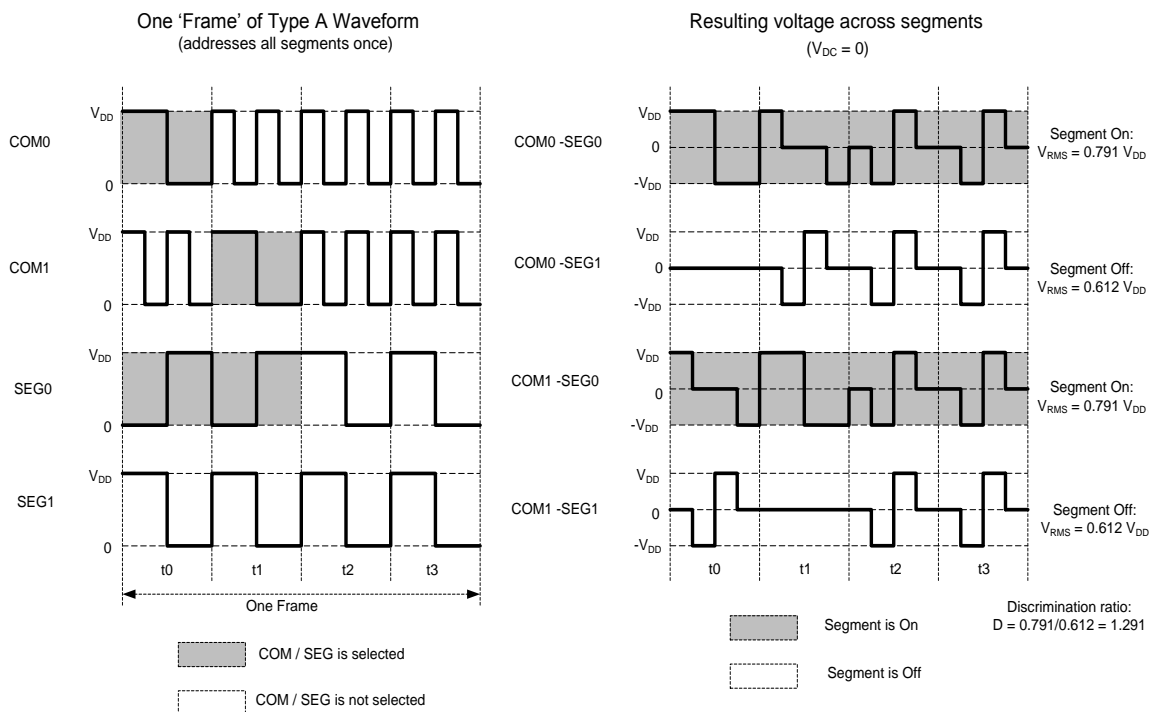 One 'Frame' of Type A Waveform
(addresses all segments once)
Resulting voltage across segments
(VDC = 0)
COM0
VDD
0
COM0 -SEG0
VDD
0
-VDD
Segment On:
VRMS = 0.791 VDD
COM1
VDD
0
COM0 -SEG1
VDD
0
-VDD
Segment Off:
VRMS = 0.612 VDD
SEG0
VDD
0
COM1 -SEG0
VDD
0
-VDD
Segment On:
VRMS = 0.791 VDD
SEG1
VDD
0
COM1 -SEG1
VDD
0
-VDD
Segment Off:
VRMS = 0.612 VDD
t0 t1 t2 t3
One Frame
t0 t1 t2 t3
COM / SEG is selected
COM / SEG is not selected
Segment is On
Segment is Off
Discrimination ratio:
D = 0.791/0.612 = 1.291